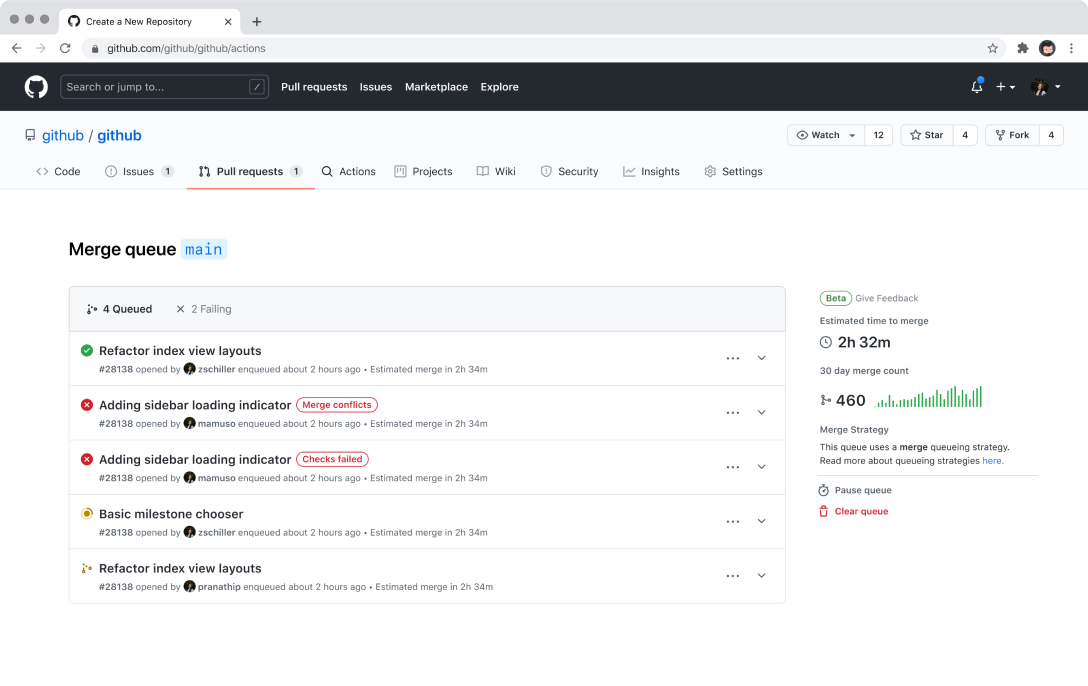 Create a New Repository
github.com/github/github/actions
Search or jump to... / Pull requests Issues Marketplace Explore
github / github Watch 12 Star 4 Fork 4
Code Issues 1 Pull requests 1 Actions Projects Wiki Security Insights Settings
Merge queue main
4 Queued 2 Failing
Refactor index view layouts
#28138 opened by zschiller enqueued about 2 hours ago • Estimated merge in 2h 34m
Adding sidebar loading indicator Merge conflicts
#28138 opened by mamuso enqueued about 2 hours ago • Estimated merge in 2h 34m
Adding sidebar loading indicator Checks failed
#28138 opened by mamuso enqueued about 2 hours ago • Estimated merge in 2h 34m
Basic milestone chooser
#28138 opened by zschiller enqueued about 2 hours ago • Estimated merge in 2h 34m
Refactor index view layouts
#28138 opened by pranathip enqueued about 2 hours ago • Estimated merge in 2h 34m
Beta Give Feedback
Estimated time to merge
2h 32m
30 day merge count
460
Merge Strategy
This queue uses a merge queueing strategy.
Read more about queueing strategies here.
Pause queue
Clear queue